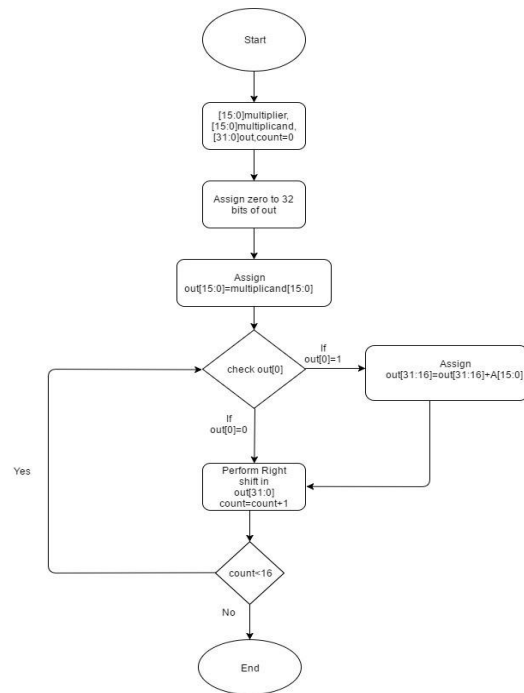 Start
[15:0]multiplier,
[15:0]multiplicand,
[31:0]out,count=0
Assign zero to 32
bits of out
Assign
out[15:0]=multiplicand[15:0]
check out[0]
If
out[0]=1
Assign
out[31:16]=out[31:16]+A[15:0]
If
out[0]=0
Yes
Perform Right
shift in
out[31:0]
count=count+1
count<16
No
End